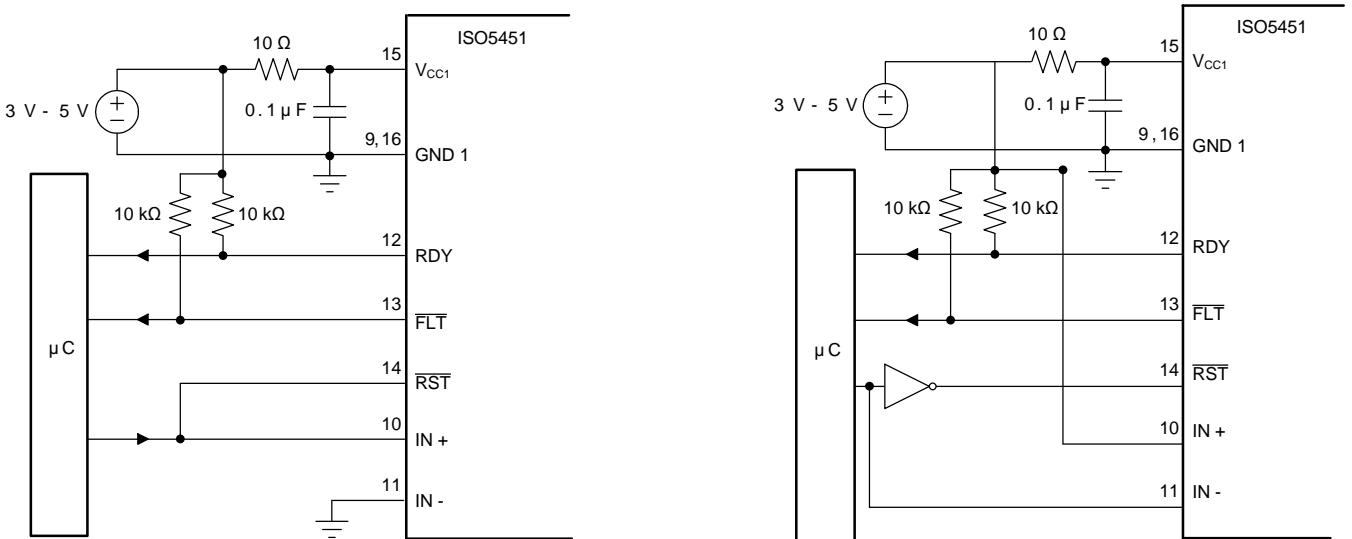 ISO5451
10 Ω
15
V_CC1
3 V - 5 V
0.1 µF
9, 16
GND 1
10 kΩ
10 kΩ
12
RDY
13
FLT
µC
14
RST
10
IN +
11
IN -
ISO5451
10 Ω
15
V_CC1
3 V - 5 V
0.1 µF
9, 16
GND 1
10 kΩ
10 kΩ
12
RDY
13
FLT
µC
14
RST
10
IN +
11
IN -